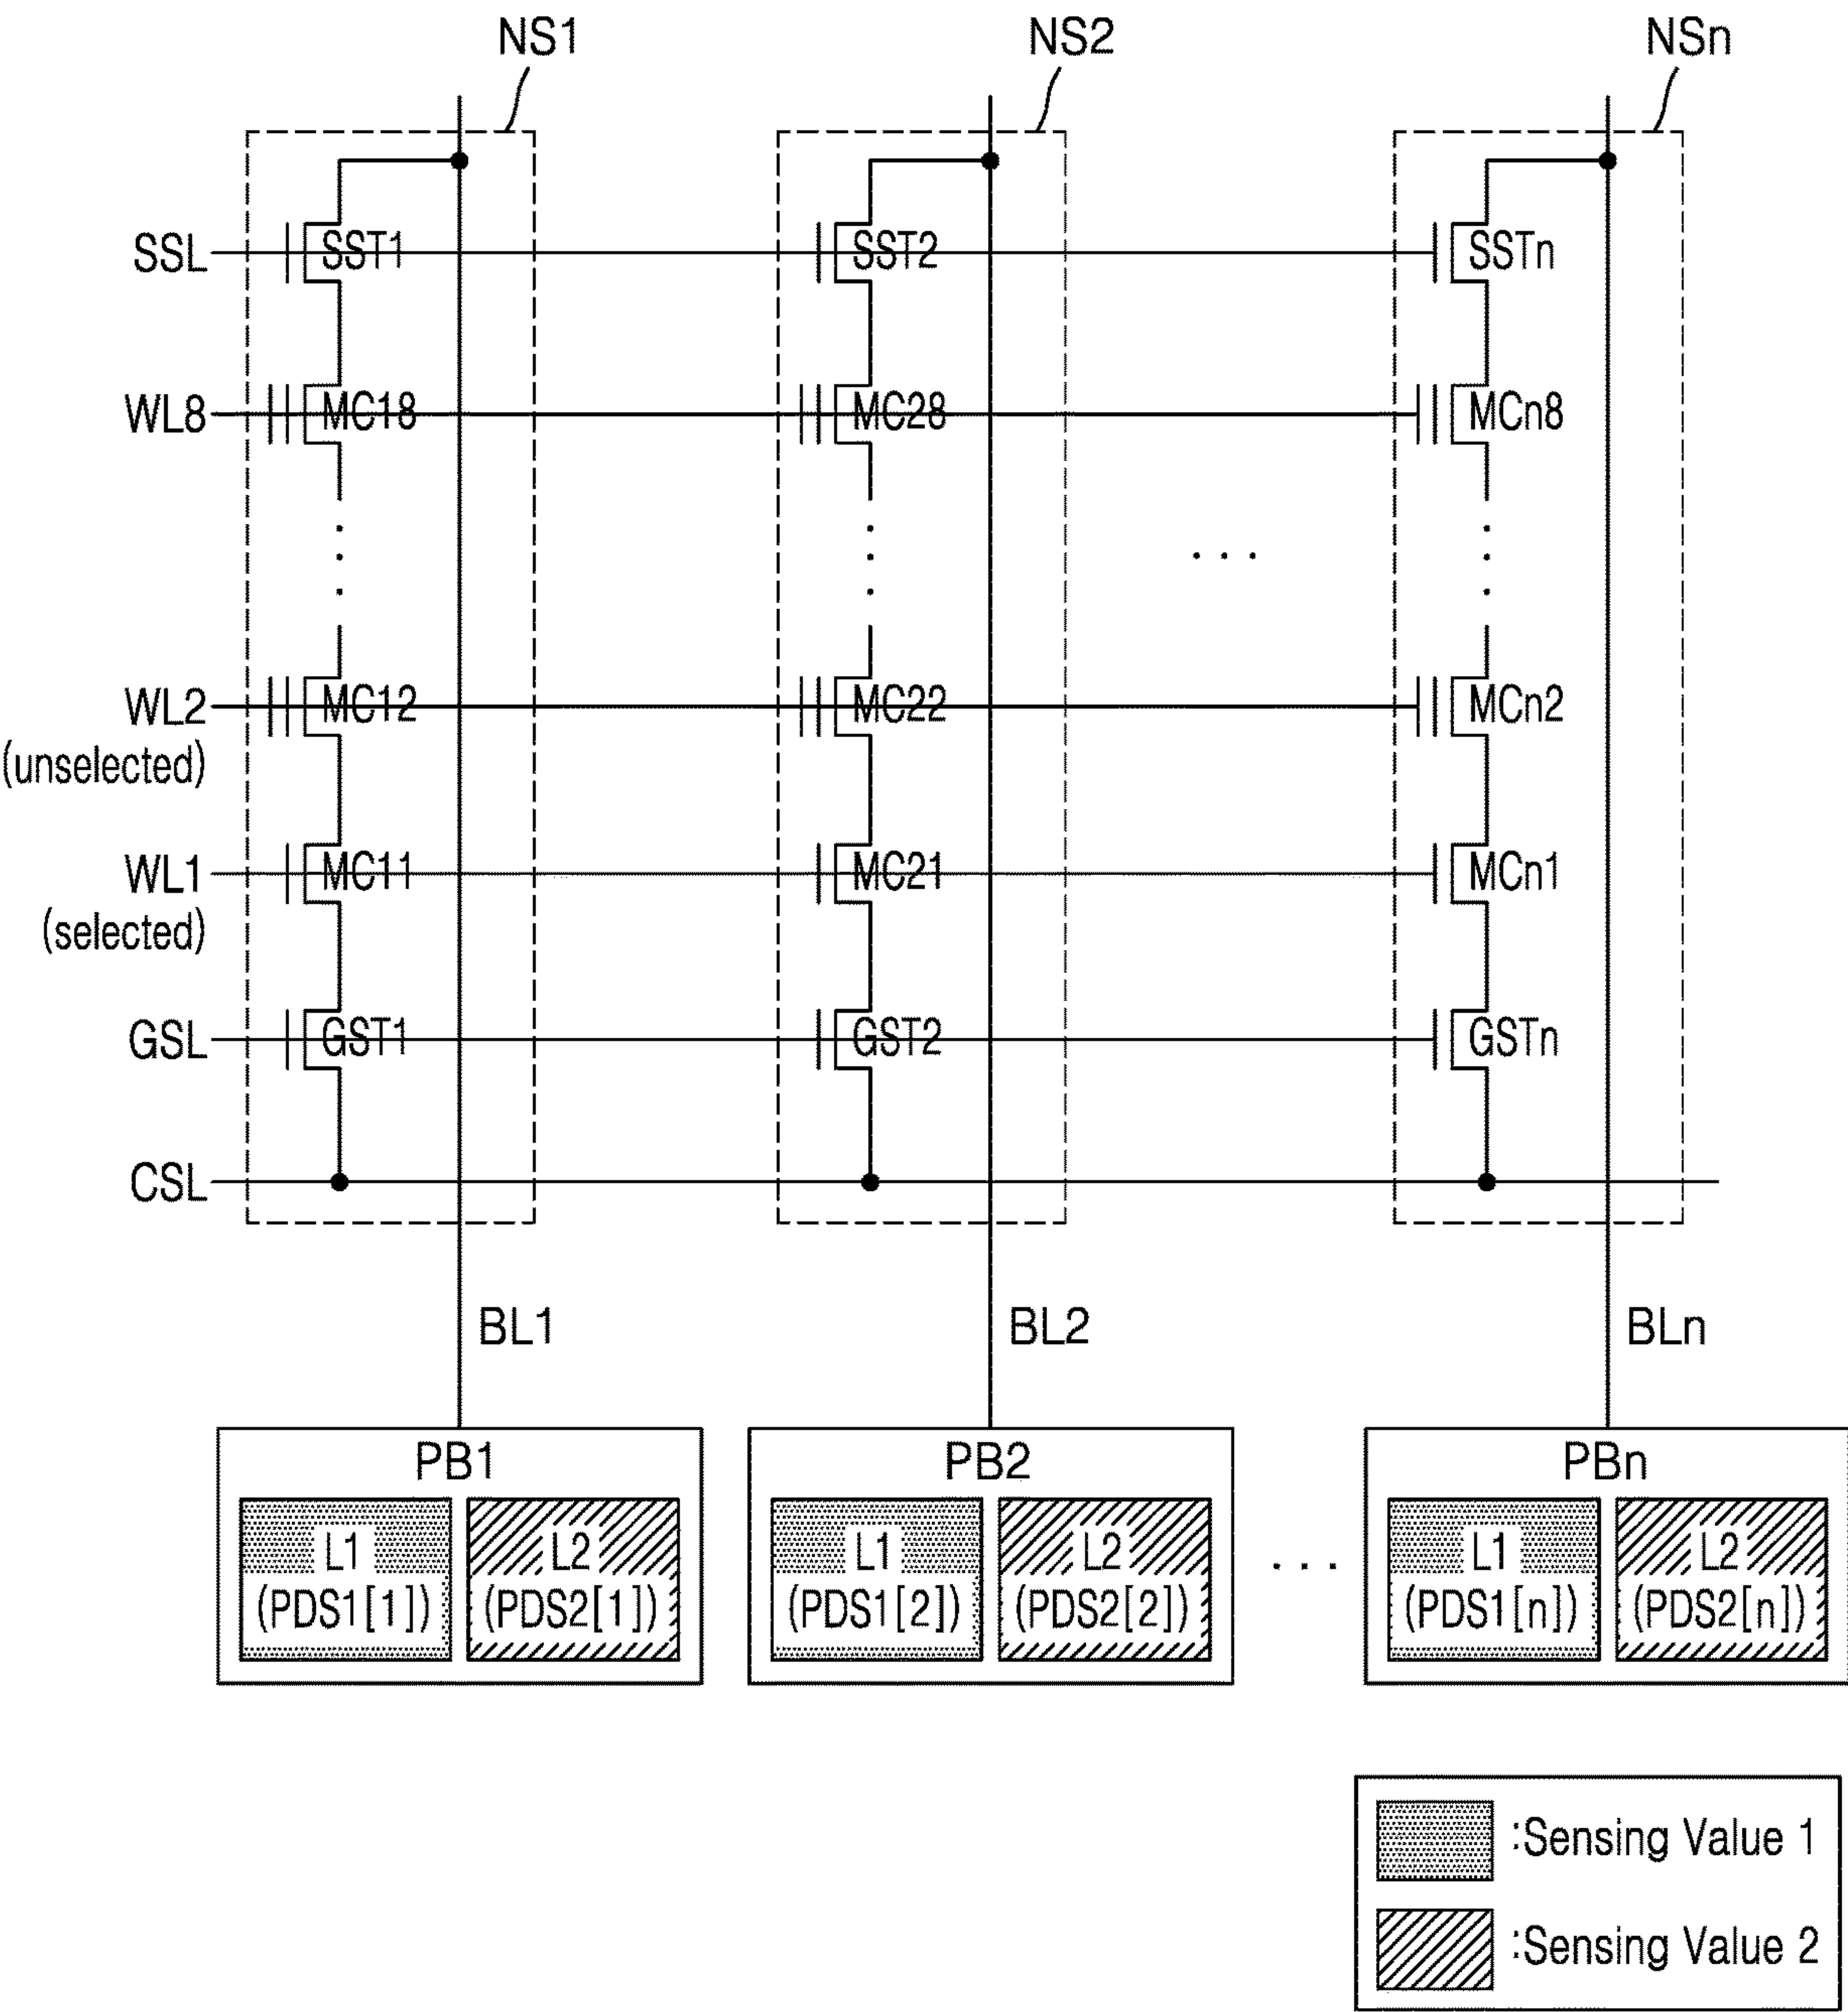 NS1 NS2 NSn
SSL SST1 SST2 SSTn
WL8 MC18 MC28 MCn8
WL2 MC12 MC22 MCn2
(unselected)
WL1 MC11 MC21 MCn1
(selected)
GSL GST1 GST2 GSTn
CSL
BL1 BL2 BLn
PB1 PB2 PBn
L1 L2 L1 L2 L1 L2
(PDS1[1]) (PDS2[1]) (PDS1[2]) (PDS2[2]) (PDS1[n]) (PDS2[n])
:Sensing Value 1
:Sensing Value 2